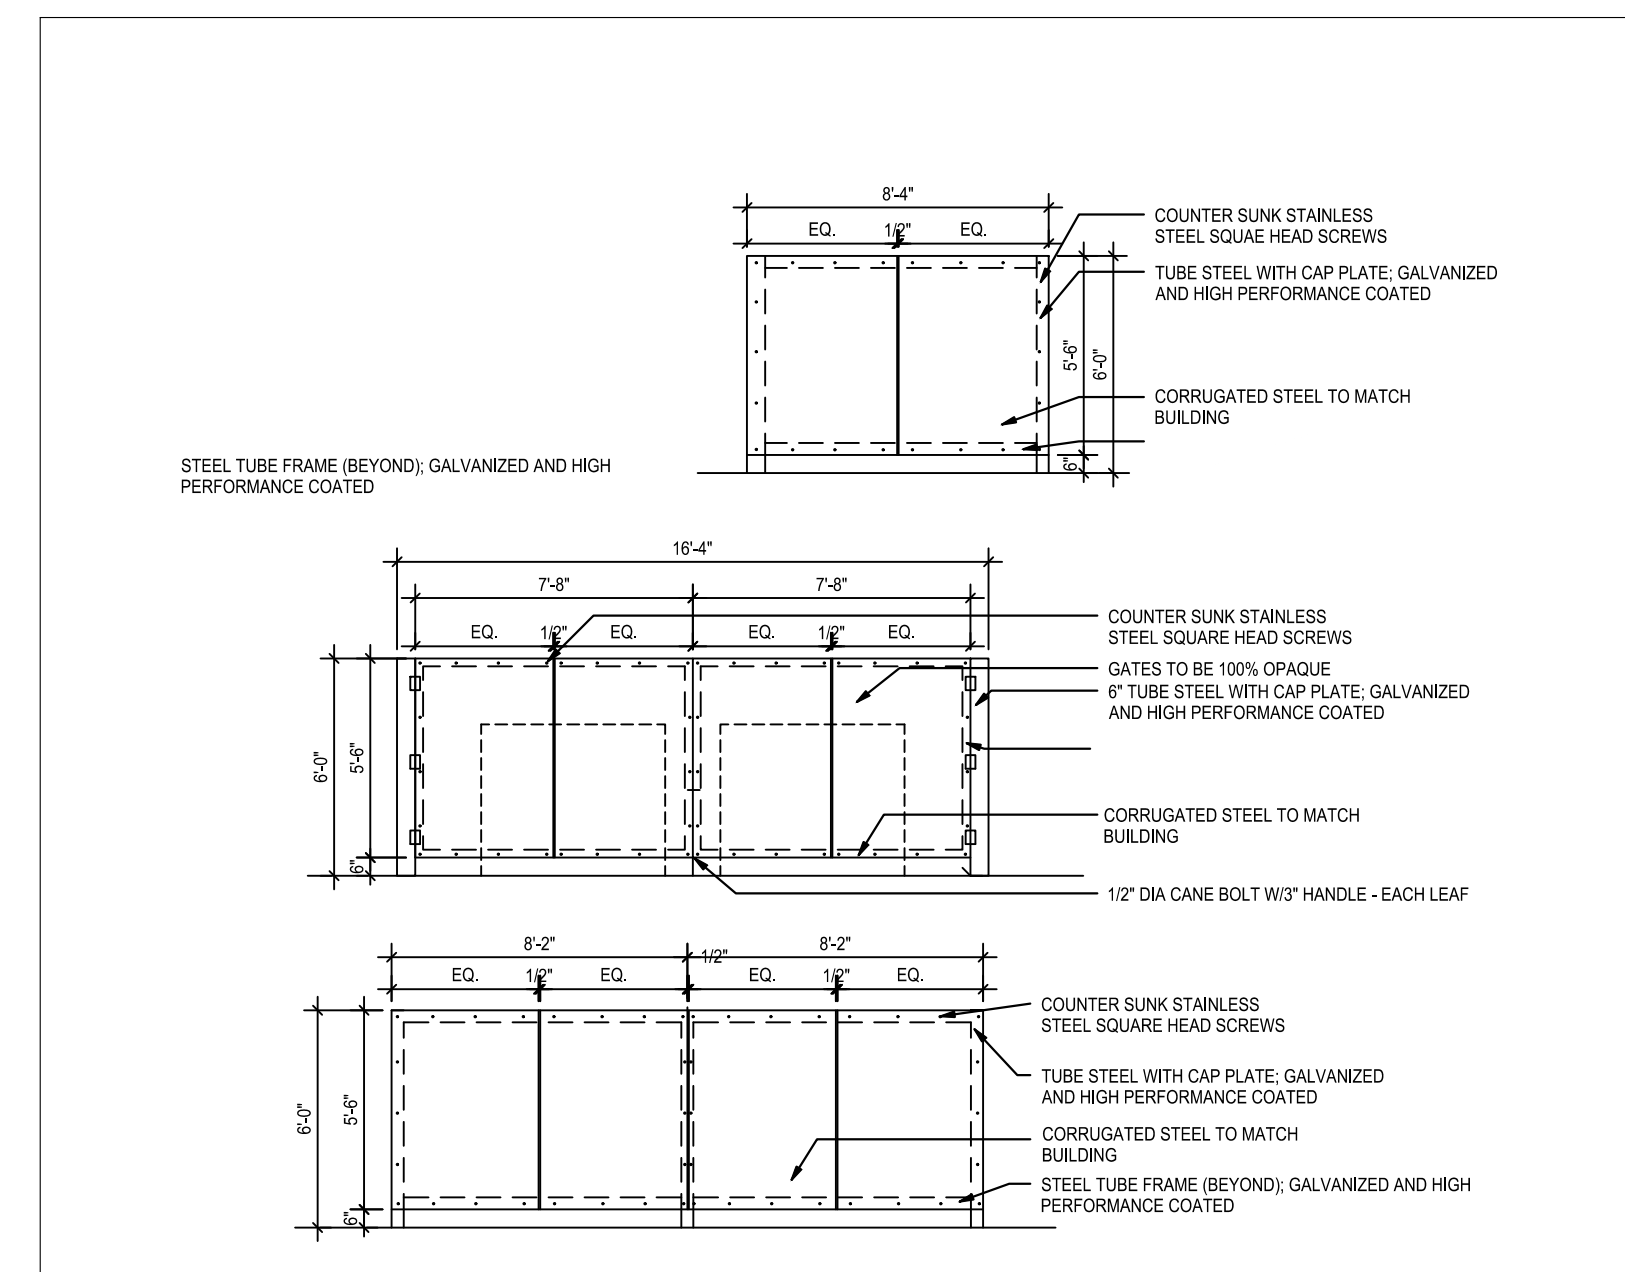 8'-4"
EQ. 1/2" EQ.
COUNTER SUNK STAINLESS
STEEL SQUAE HEAD SCREWS
TUBE STEEL WITH CAP PLATE; GALVANIZED
AND HIGH PERFORMANCE COATED
5'-6"
6'-0"
CORRUGATED STEEL TO MATCH
BUILDING
6"
STEEL TUBE FRAME (BEYOND); GALVANIZED AND HIGH
PERFORMANCE COATED
16'-4"
7'-8" 7'-8"
EQ. 1/2" EQ. EQ. 1/2" EQ.
COUNTER SUNK STAINLESS
STEEL SQUARE HEAD SCREWS
GATES TO BE 100% OPAQUE
6" TUBE STEEL WITH CAP PLATE; GALVANIZED
AND HIGH PERFORMANCE COATED
6'-0"
5'-6"
6"
CORRUGATED STEEL TO MATCH
BUILDING
1/2" DIA CANE BOLT W/3" HANDLE - EACH LEAF
8'-2" 8'-2"
1/2"
EQ. 1/2" EQ. EQ. 1/2" EQ.
COUNTER SUNK STAINLESS
STEEL SQUARE HEAD SCREWS
TUBE STEEL WITH CAP PLATE; GALVANIZED
AND HIGH PERFORMANCE COATED
6'-0"
5'-6"
6"
CORRUGATED STEEL TO MATCH
BUILDING
STEEL TUBE FRAME (BEYOND); GALVANIZED AND HIGH
PERFORMANCE COATED